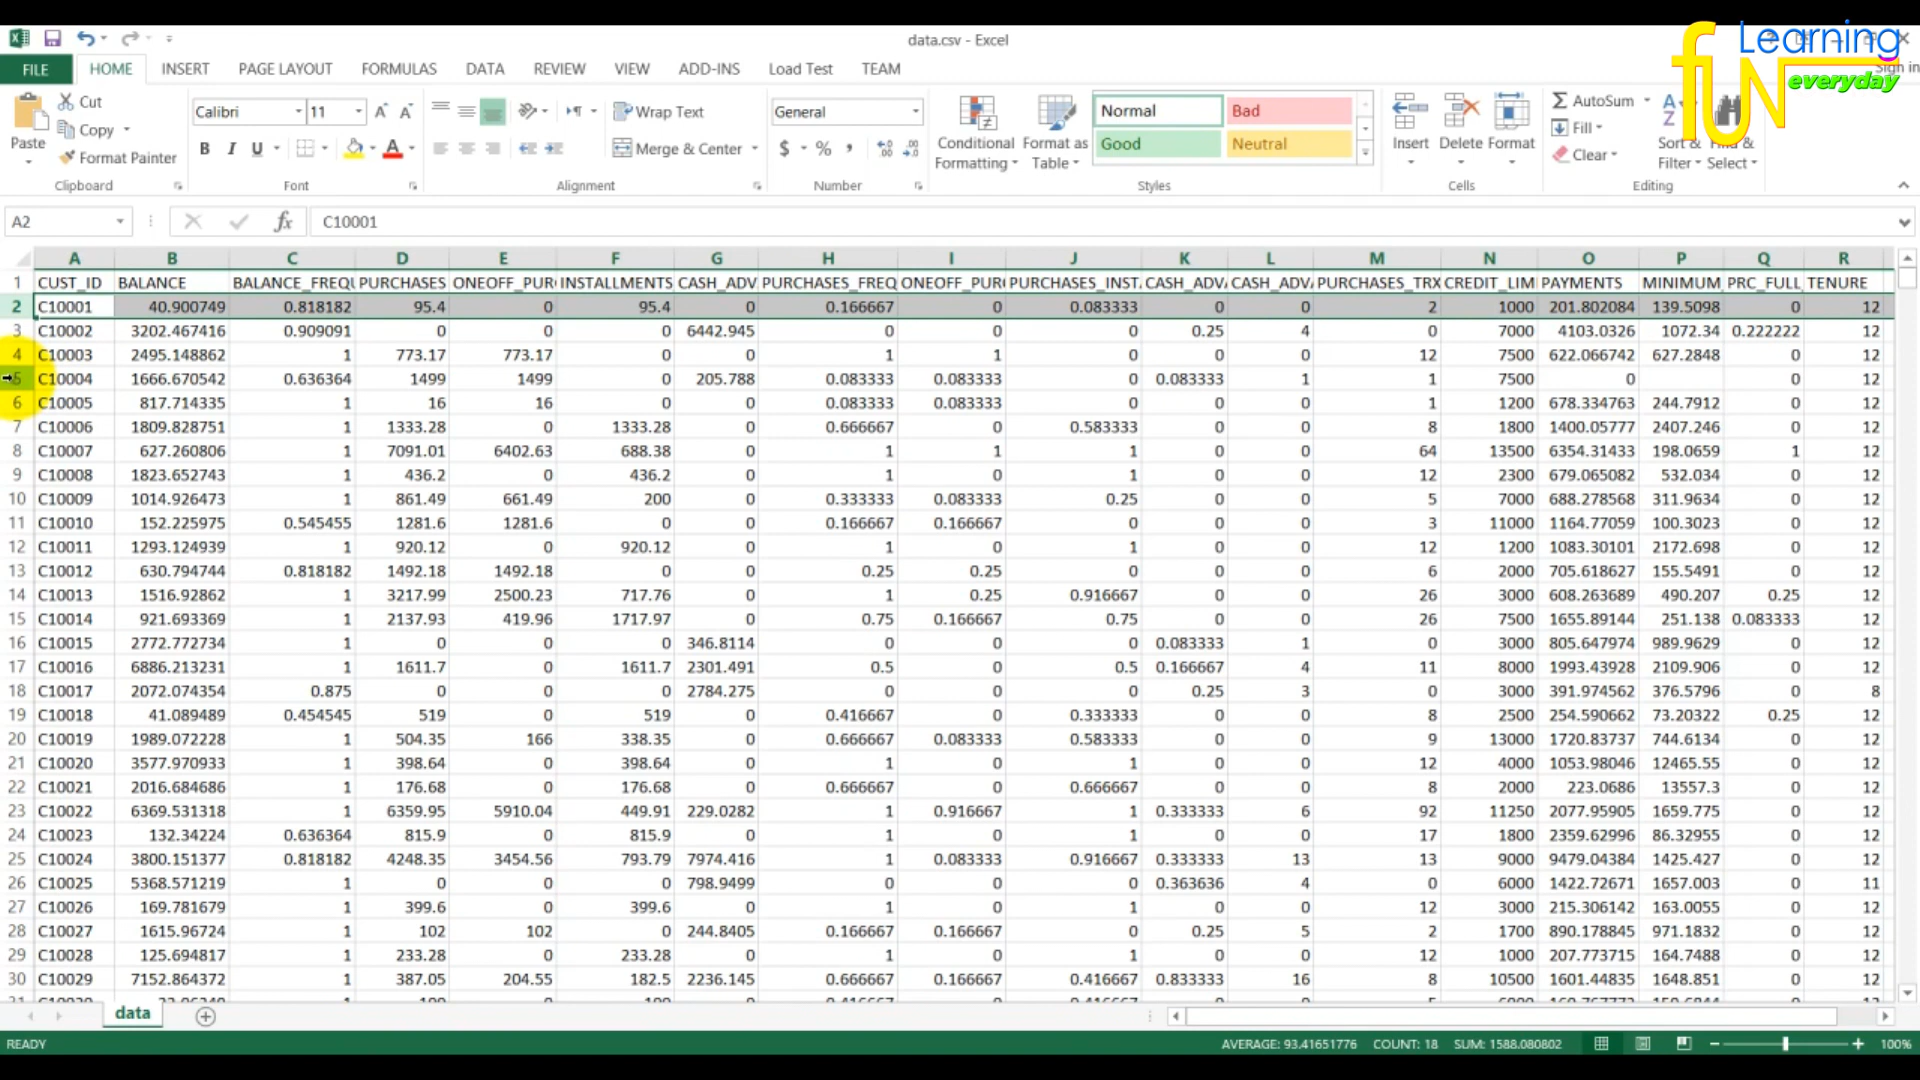 data.csv - Excel
Learning
FUN
everyday
Sign in
FILE HOME INSERT PAGE LAYOUT FORMULAS DATA REVIEW VIEW ADD-INS Load Test TEAM
Paste Cut Copy Format Painter Clipboard
Calibri 11 B I U Font
Wrap Text Merge & Center Alignment
General $ % , Number
Conditional Formatting Format as Table Normal Bad Good Neutral Styles
Insert Delete Format Cells
AutoSum Fill Clear Sort & Filter Find & Select Editing
A2 fx C10001
A B C D E F G H I J K L M N O P Q R
1 CUST_ID BALANCE BALANCE_FREQU PURCHASES ONEOFF_PUR INSTALLMENTS CASH_ADV PURCHASES_FREQ ONEOFF_PUR PURCHASES_INST CASH_ADV CASH_ADV PURCHASES_TRX CREDIT_LIM PAYMENTS MINIMUM_ PRC_FULL_ TENURE
2 C10001 40.900749 0.818182 95.4 0 95.4 0 0.166667 0 0.083333 0 0 2 1000 201.802084 139.5098 0 12
3 C10002 3202.467416 0.909091 0 0 0 6442.945 0 0 0 0.25 4 0 7000 4103.0326 1072.34 0.222222 12
4 C10003 2495.148862 1 773.17 773.17 0 0 1 1 0 0 0 12 7500 622.066742 627.2848 0 12
5 C10004 1666.670542 0.636364 1499 1499 0 205.788 0.083333 0.083333 0 0.083333 1 1 7500 0 0 12
6 C10005 817.714335 1 16 16 0 0 0.083333 0.083333 0 0 0 1 1200 678.334763 244.7912 0 12
7 C10006 1809.828751 1 1333.28 0 1333.28 0 0.666667 0 0.583333 0 0 8 1800 1400.05777 2407.246 0 12
8 C10007 627.260806 1 7091.01 6402.63 688.38 0 1 1 1 0 0 64 13500 6354.31433 198.0659 1 12
9 C10008 1823.652743 1 436.2 0 436.2 0 1 0 1 0 0 12 2300 679.065082 532.034 0 12
10 C10009 1014.926473 1 861.49 661.49 200 0 0.333333 0.083333 0.25 0 0 5 7000 688.278568 311.9634 0 12
11 C10010 152.225975 0.545455 1281.6 1281.6 0 0 0.166667 0.166667 0 0 0 3 11000 1164.77059 100.3023 0 12
12 C10011 1293.124939 1 920.12 0 920.12 0 1 0 1 0 0 12 1200 1083.30101 2172.698 0 12
13 C10012 630.794744 0.818182 1492.18 1492.18 0 0 0.25 0.25 0 0 0 6 2000 705.618627 155.5491 0 12
14 C10013 1516.92862 1 3217.99 2500.23 717.76 0 1 0.25 0.916667 0 0 26 3000 608.263689 490.207 0.25 12
15 C10014 921.693369 1 2137.93 419.96 1717.97 0 0.75 0.166667 0.75 0 0 26 7500 1655.89144 251.138 0.083333 12
16 C10015 2772.772734 1 0 0 0 346.8114 0 0 0 0.083333 1 0 3000 805.647974 989.9629 0 12
17 C10016 6886.213231 1 1611.7 0 1611.7 2301.491 0.5 0 0.5 0.166667 4 11 8000 1993.43928 2109.906 0 12
18 C10017 2072.074354 0.875 0 0 0 2784.275 0 0 0 0.25 3 0 3000 391.974562 376.5796 0 8
19 C10018 41.089489 0.454545 519 0 519 0 0.416667 0 0.333333 0 0 8 2500 254.590662 73.20322 0.25 12
20 C10019 1989.072228 1 504.35 166 338.35 0 0.666667 0.083333 0.583333 0 0 9 13000 1720.83737 744.6134 0 12
21 C10020 3577.970933 1 398.64 0 398.64 0 1 0 1 0 0 12 4000 1053.98046 12465.55 0 12
22 C10021 2016.684686 1 176.68 0 176.68 0 0.666667 0 0.666667 0 0 8 2000 223.0686 13557.3 0 12
23 C10022 6369.531318 1 6359.95 5910.04 449.91 229.0282 1 0.916667 1 0.333333 6 92 11250 2077.95905 1659.775 0 12
24 C10023 132.34224 0.636364 815.9 0 815.9 0 1 0 1 0 0 17 1800 2359.62996 86.32955 0 12
25 C10024 3800.151377 0.818182 4248.35 3454.56 793.79 7974.416 1 0.083333 0.916667 0.333333 13 13 9000 9479.04384 1425.427 0 12
26 C10025 5368.571219 1 0 0 0 798.9499 0 0 0 0.363636 4 0 6000 1422.72671 1657.003 0 11
27 C10026 169.781679 1 399.6 0 399.6 0 1 0 1 0 0 12 3000 215.306142 163.0055 0 12
28 C10027 1615.96724 1 102 102 0 244.8405 0.166667 0.166667 0 0.25 5 2 1700 890.178845 971.1832 0 12
29 C10028 125.694817 1 233.28 0 233.28 0 1 0 1 0 0 12 1000 207.773715 164.7488 0 12
30 C10029 7152.864372 1 387.05 204.55 182.5 2236.145 0.666667 0.166667 0.416667 0.833333 16 8 10500 1601.44835 1648.851 0 12
data
READY AVERAGE: 93.41651776 COUNT: 18 SUM: 1588.080802 100%